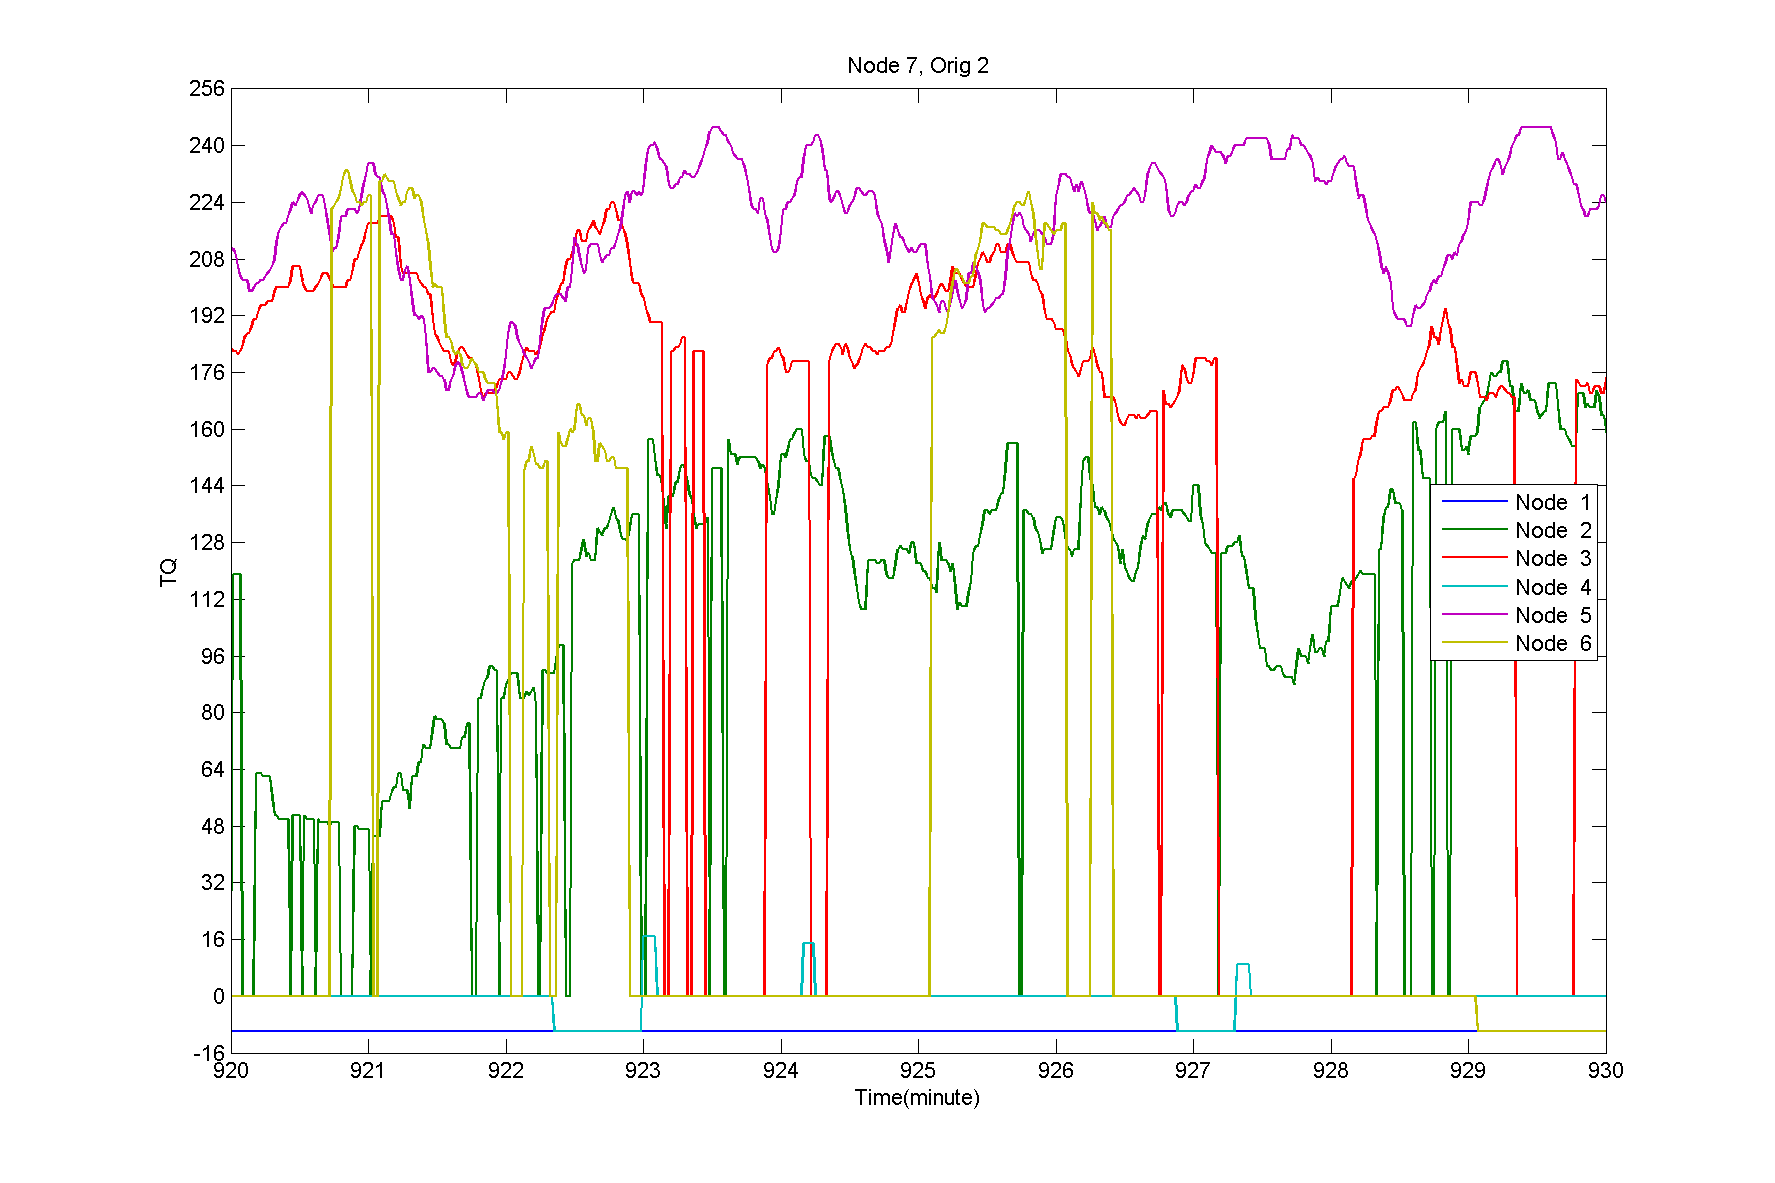 Node 7, Orig 2
256
240
224
208
192
176
160
144
128
112
96
80
64
48
32
16
0
-16
TQ
Node 1
Node 2
Node 3
Node 4
Node 5
Node 6
920 921 922 923 924 925 926 927 928 929 930
Time(minute)